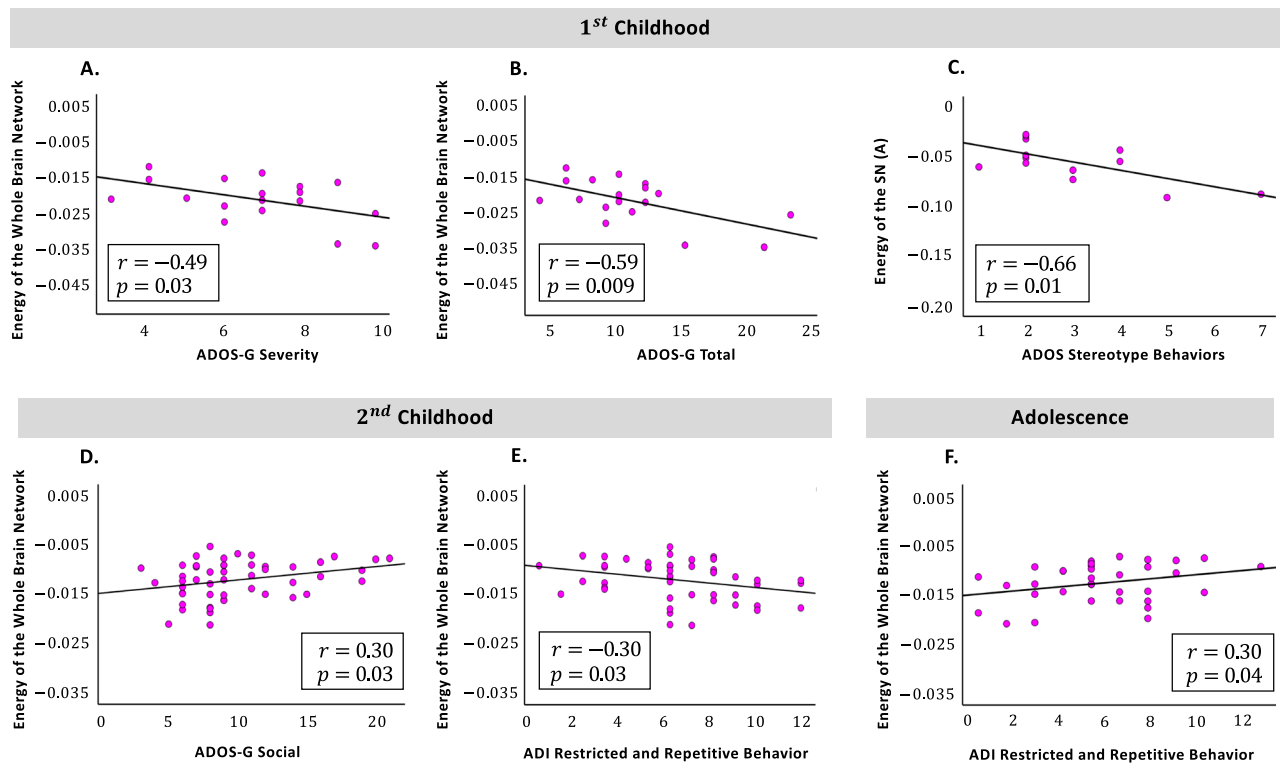 1st Childhood
A.
Energy of the Whole Brain Network
0.005
−0.005
−0.015
−0.025
−0.035
−0.045
r = −0.49
p = 0.03
4 6 8 10
ADOS-G Severity
B.
Energy of the Whole Brain Network
0.005
−0.005
−0.015
−0.025
−0.035
−0.045
r = −0.59
p = 0.009
5 10 15 20 25
ADOS-G Total
C.
Energy of the SN (A)
0
−0.05
−0.10
−0.15
−0.20
r = −0.66
p = 0.01
1 2 3 4 5 6 7
ADOS Stereotype Behaviors
2nd Childhood
D.
Energy of the Whole Brain Network
0.005
−0.005
−0.015
−0.025
−0.035
r = 0.30
p = 0.03
0 5 10 15 20
ADOS-G Social
E.
Energy of the Whole Brain Network
0.005
−0.005
−0.015
−0.025
−0.035
r = −0.30
p = 0.03
0 2 4 6 8 10 12
ADI Restricted and Repetitive Behavior
Adolescence
F.
Energy of the Whole Brain Network
0.005
−0.005
−0.015
−0.025
−0.035
r = 0.30
p = 0.04
0 2 4 6 8 10 12
ADI Restricted and Repetitive Behavior